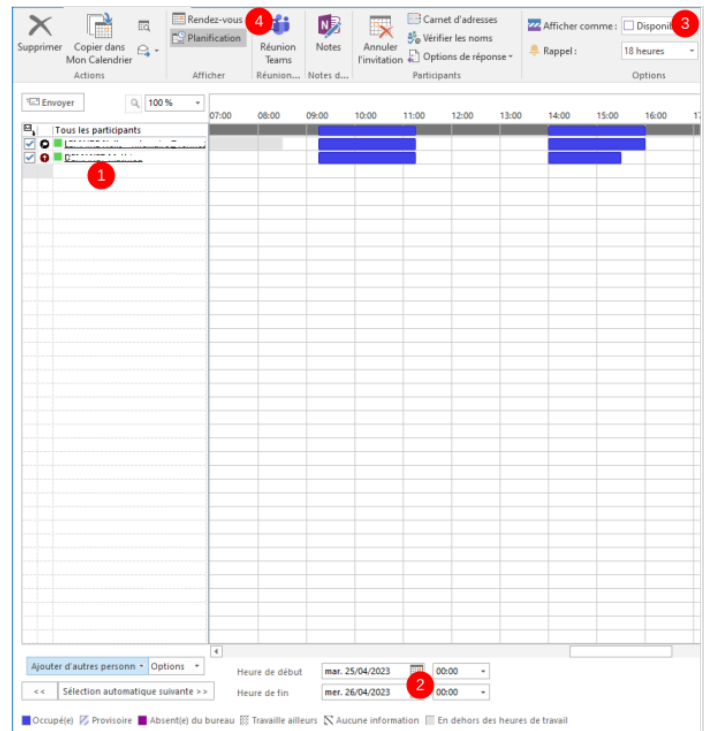 Rendez-vous
4
Planification
Supprimer
Copier dans
Mon Calendrier
Réunion
Teams
Notes
Annuler
l'invitation
Carnet d'adresses
Vérifier les noms
Options de réponse
Afficher comme :
Disponi
3
Rappel :
18 heures
Actions
Afficher
Réunion...
Notes d...
Participants
Options
Envoyer
100 %
07:00 08:00 09:00 10:00 11:00 12:00 13:00 14:00 15:00 16:00 17
Tous les participants
1
Ajouter d'autres personn
Options
Heure de début
mar. 25/04/2023
00:00
<< Sélection automatique suivante >>
Heure de fin
mer. 26/04/2023
2
00:00
Occupé(e) Provisoire Absent(e) du bureau Travaille ailleurs Aucune information En dehors des heures de travail